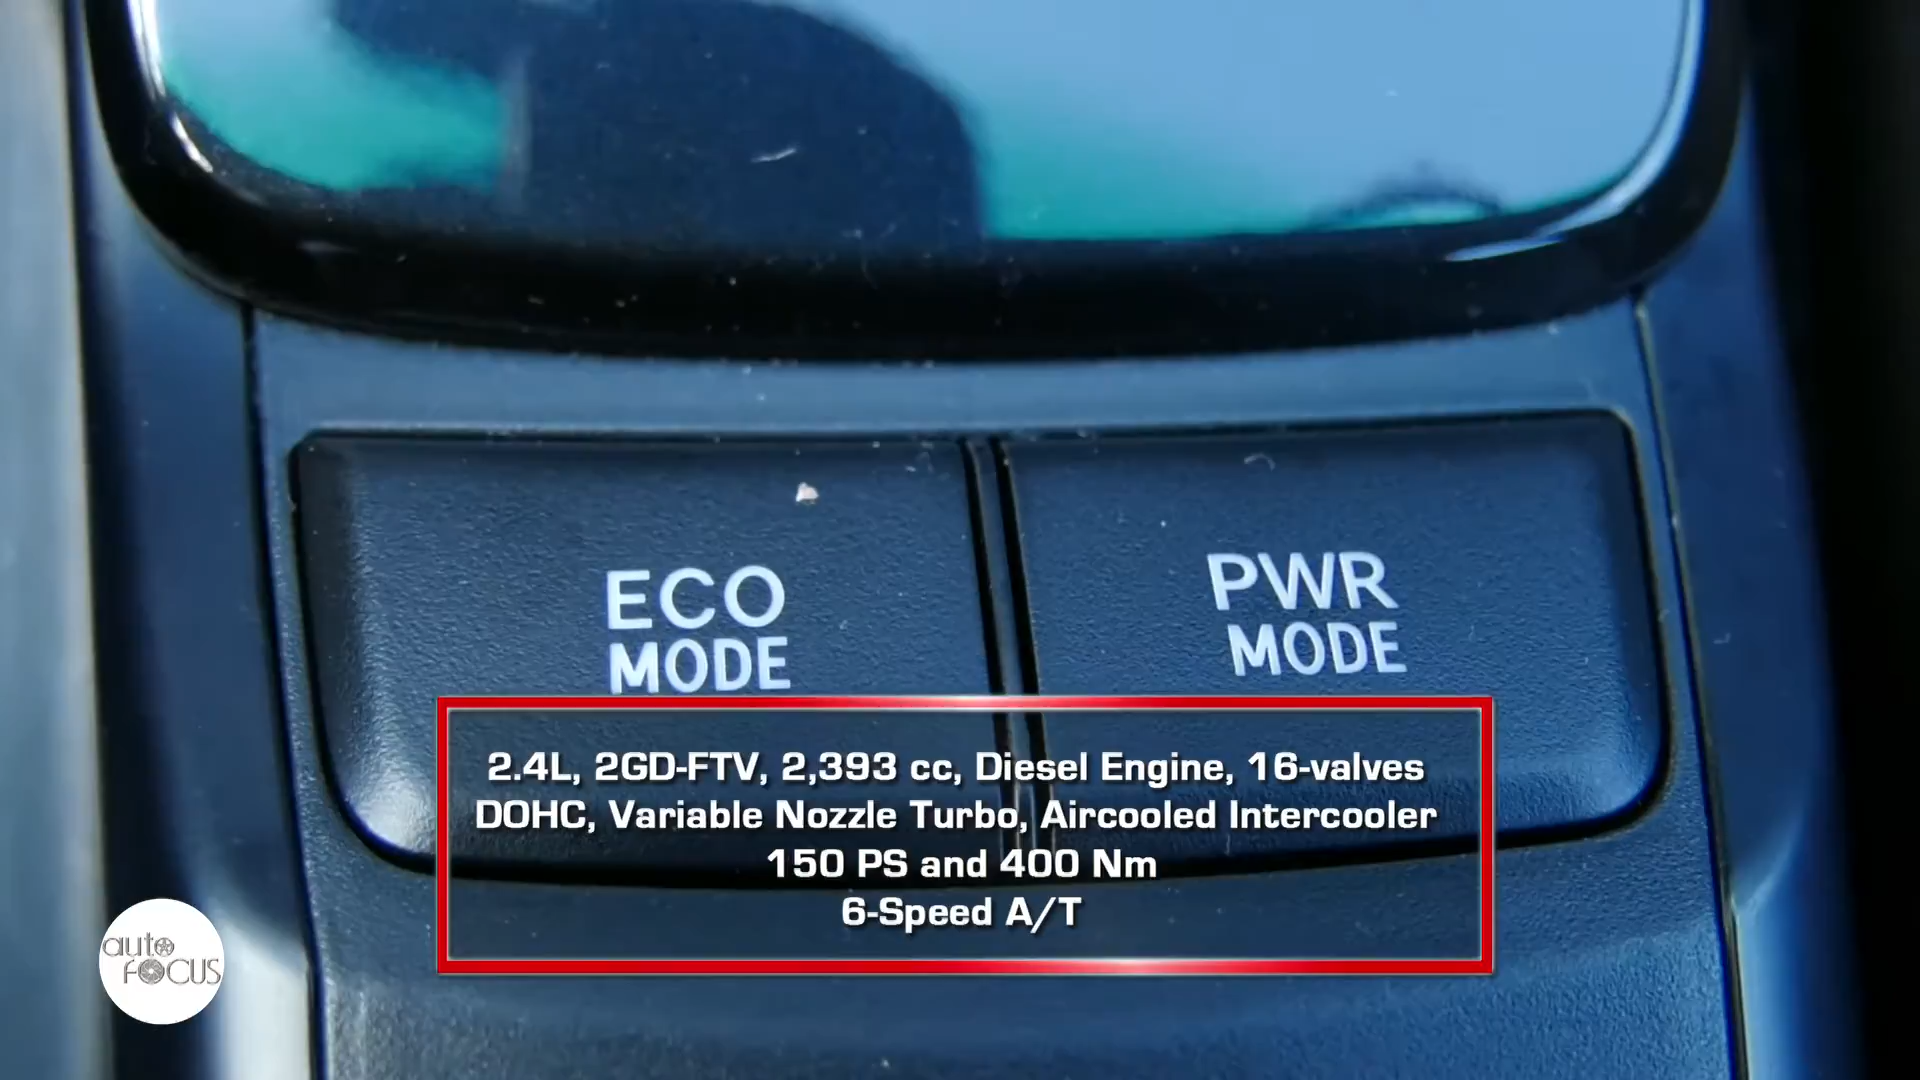 ECO
MODE
PWR
MODE
2.4L, 2GD-FTV, 2,393 cc, Diesel Engine, 16-valves
DOHC, Variable Nozzle Turbo, Aircooled Intercooler
150 PS and 400 Nm
6-Speed A/T
auto
FOCUS